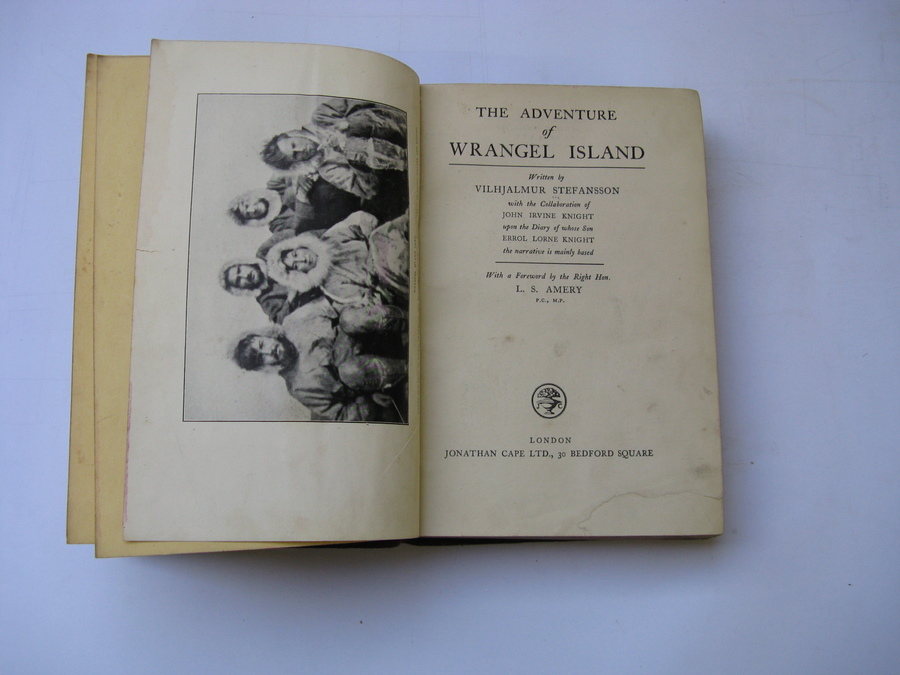 THE ADVENTURE
of
WRANGEL ISLAND
Written by
VILHJALMUR STEFANSSON
with the Collaboration of
JOHN IRVINE KNIGHT
upon the Diary of whose Son
ERROL LORNE KNIGHT
the narrative is mainly based
With a Foreword by the Right Hon.
L. S. AMERY
P.C., M.P.
LONDON
JONATHAN CAPE LTD., 30 BEDFORD SQUARE